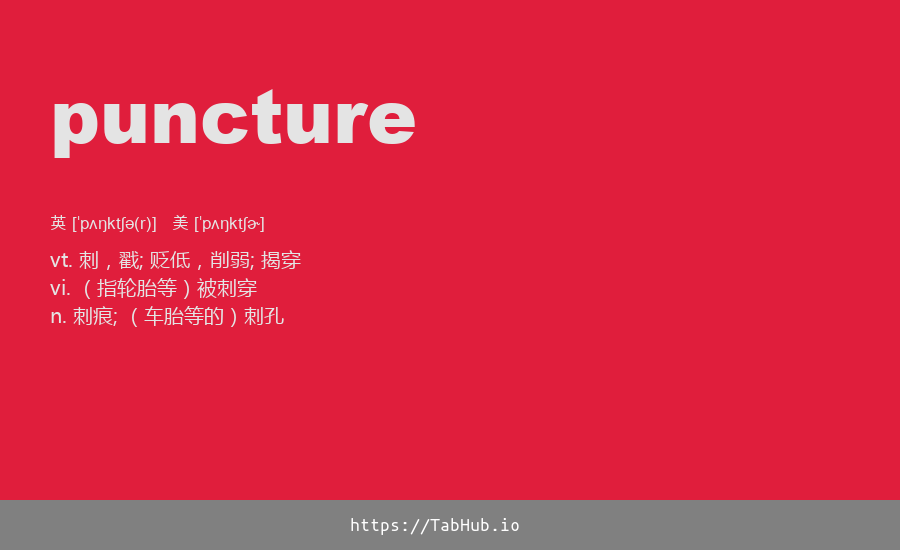 puncture
英 [ˈpʌŋktʃə(r)] 美 [ˈpʌŋktʃɚ]
vt. 刺，戳; 贬低，削弱; 揭穿
vi. （指轮胎等）被刺穿
n. 刺痕; （车胎等的）刺孔
https://TabHub.io